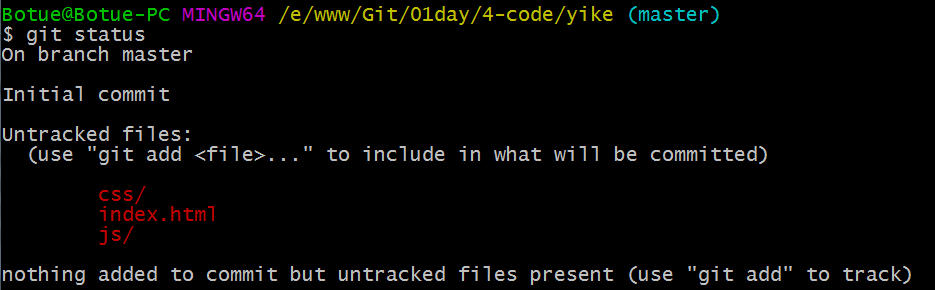 Botue@Botue-PC MINGW64 /e/www/Git/01day/4-code/yike (master)
$ git status
On branch master
Initial commit
Untracked files:
(use "git add <file>..." to include in what will be committed)
css/
index.html
js/
nothing added to commit but untracked files present (use "git add" to track)